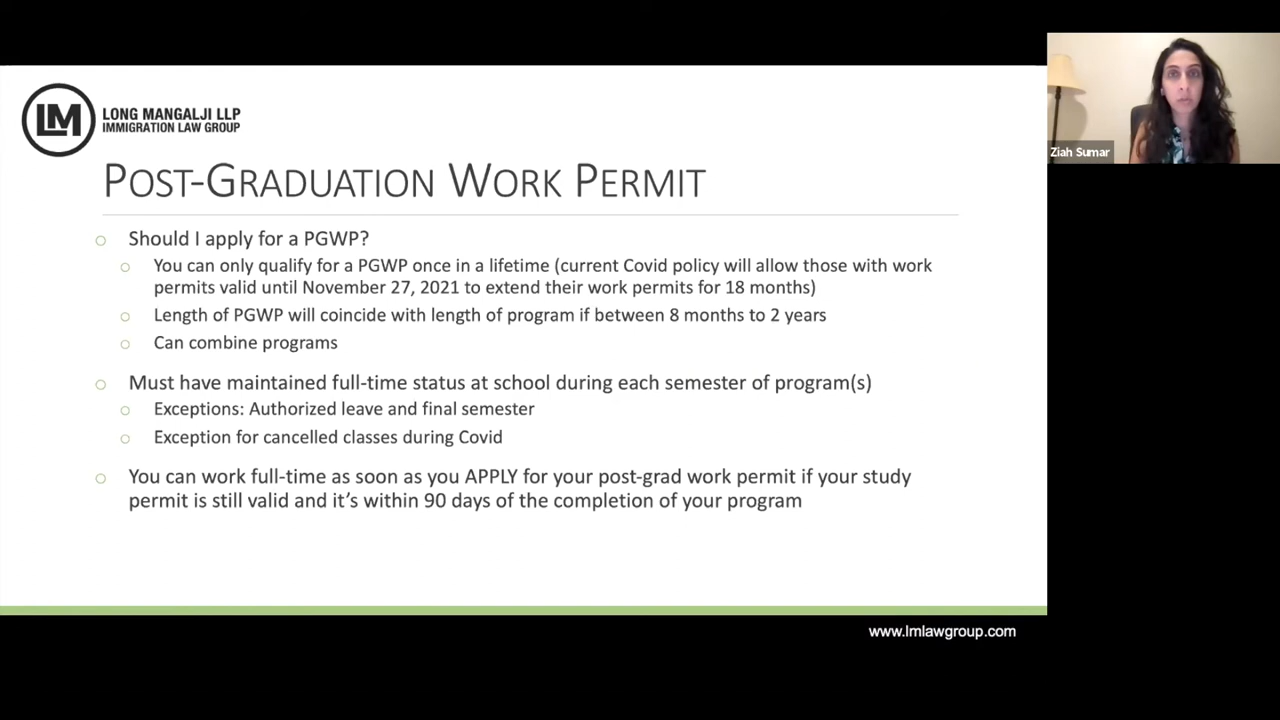 LM
LONG MANGALJI LLP
IMMIGRATION LAW GROUP
Ziah Sumar
POST-GRADUATION WORK PERMIT
Should I apply for a PGWP?
You can only qualify for a PGWP once in a lifetime (current Covid policy will allow those with work
permits valid until November 27, 2021 to extend their work permits for 18 months)
Length of PGWP will coincide with length of program if between 8 months to 2 years
Can combine programs
Must have maintained full-time status at school during each semester of program(s)
Exceptions: Authorized leave and final semester
Exception for cancelled classes during Covid
You can work full-time as soon as you APPLY for your post-grad work permit if your study
permit is still valid and it’s within 90 days of the completion of your program
www.lmlawgroup.com